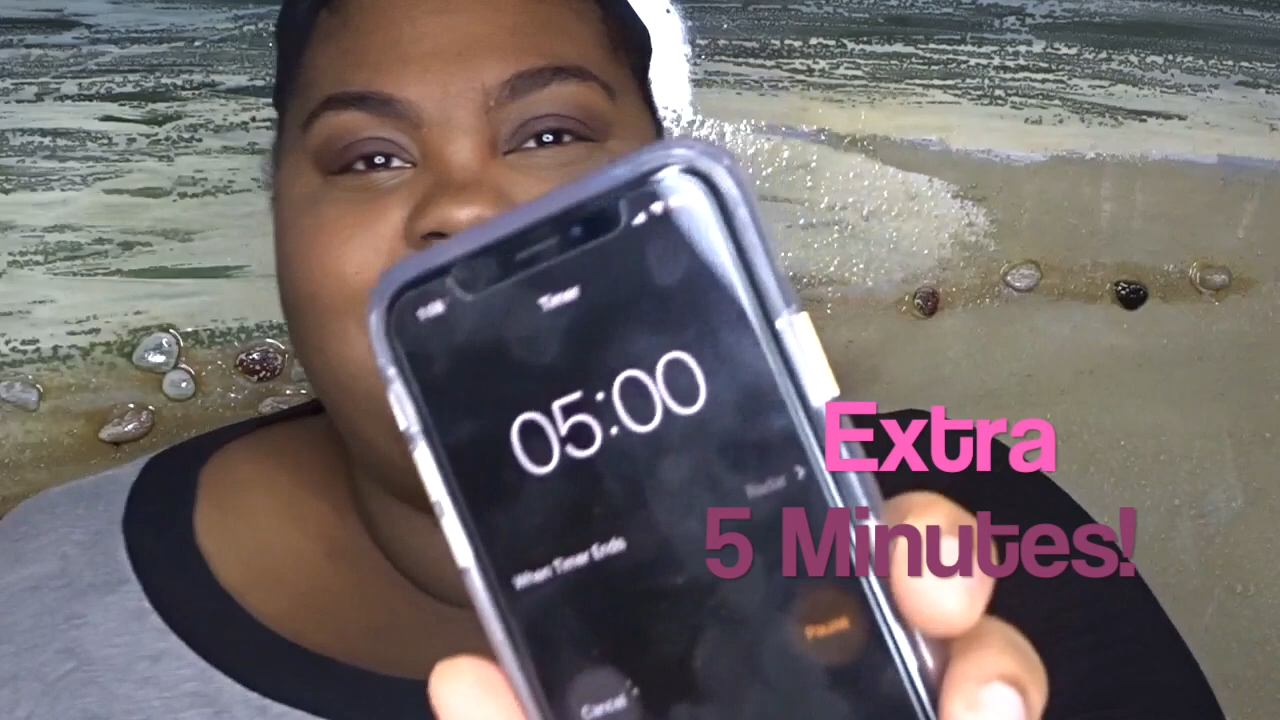 Timer
05:00
Radar
When Timer Ends
Pause
Cancel
Extra
5 Minutes!